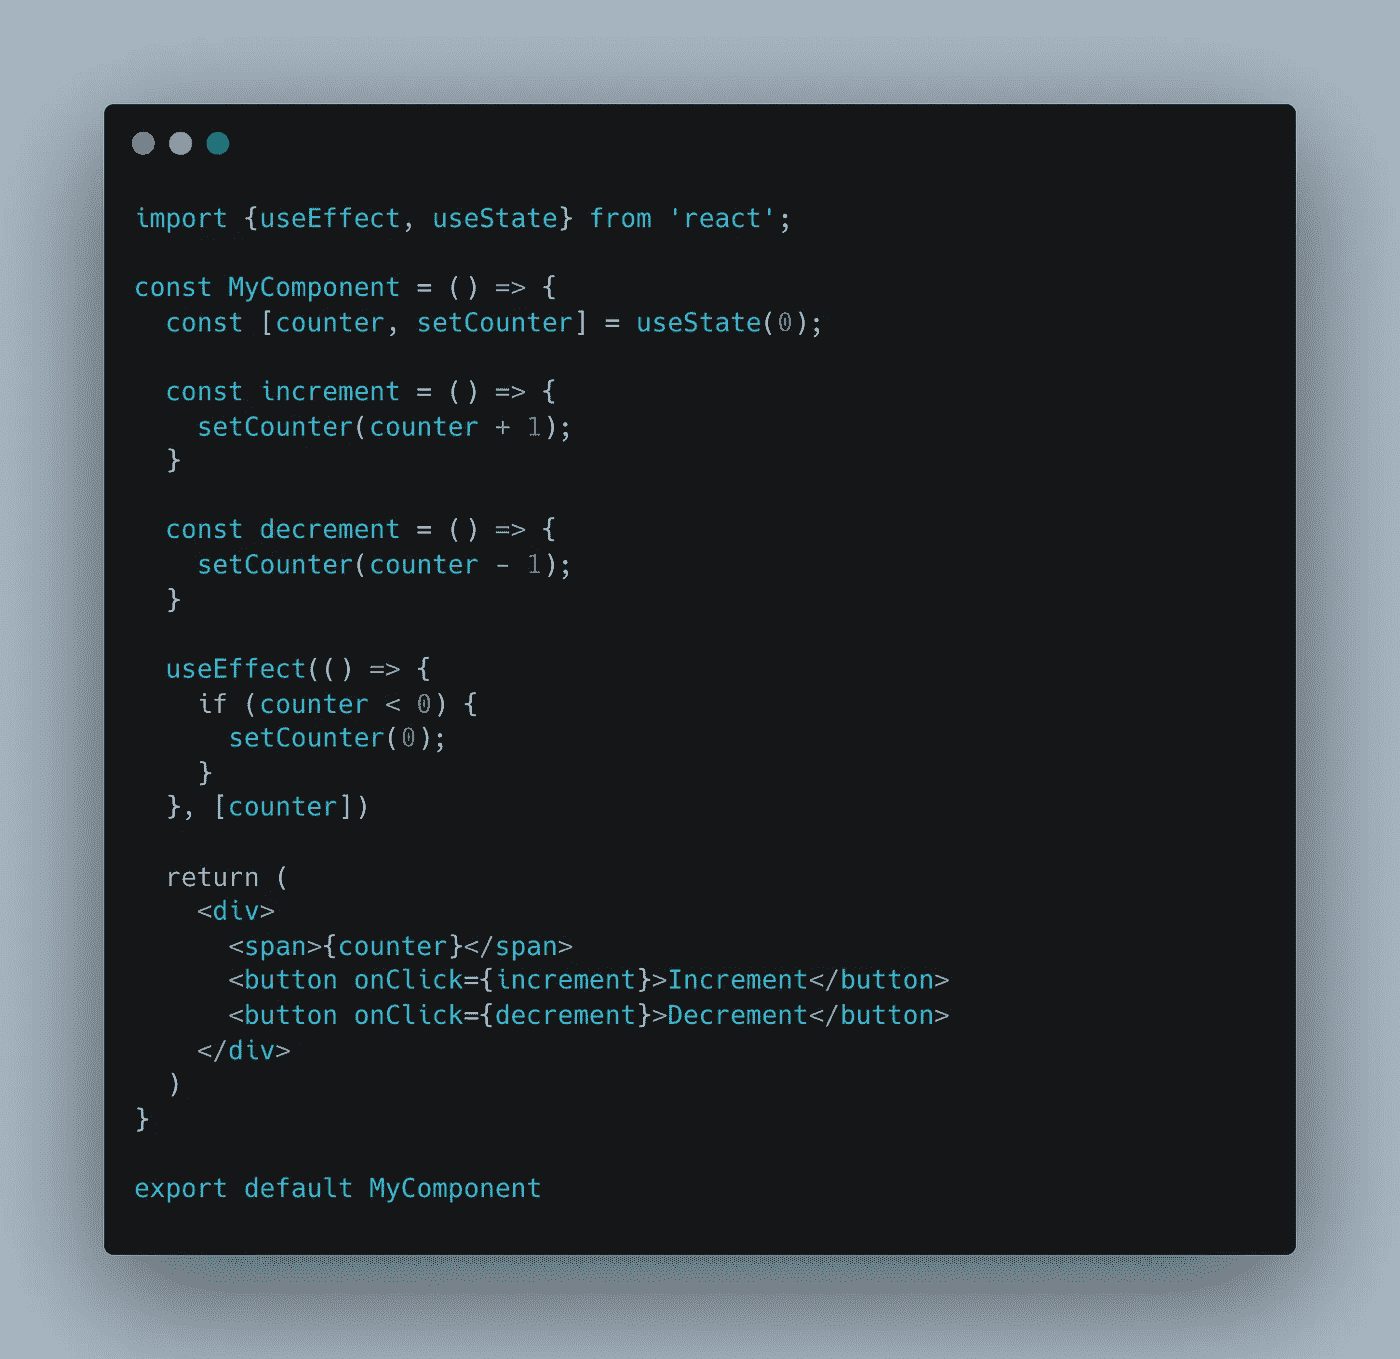 import {useEffect, useState} from 'react';

const MyComponent = () => {
  const [counter, setCounter] = useState(0);

  const increment = () => {
    setCounter(counter + 1);
  }

  const decrement = () => {
    setCounter(counter - 1);
  }

  useEffect(() => {
    if (counter < 0) {
      setCounter(0);
    }
  }, [counter])

  return (
    <div>
      <span>{counter}</span>
      <button onClick={increment}>Increment</button>
      <button onClick={decrement}>Decrement</button>
    </div>
  )
}

export default MyComponent